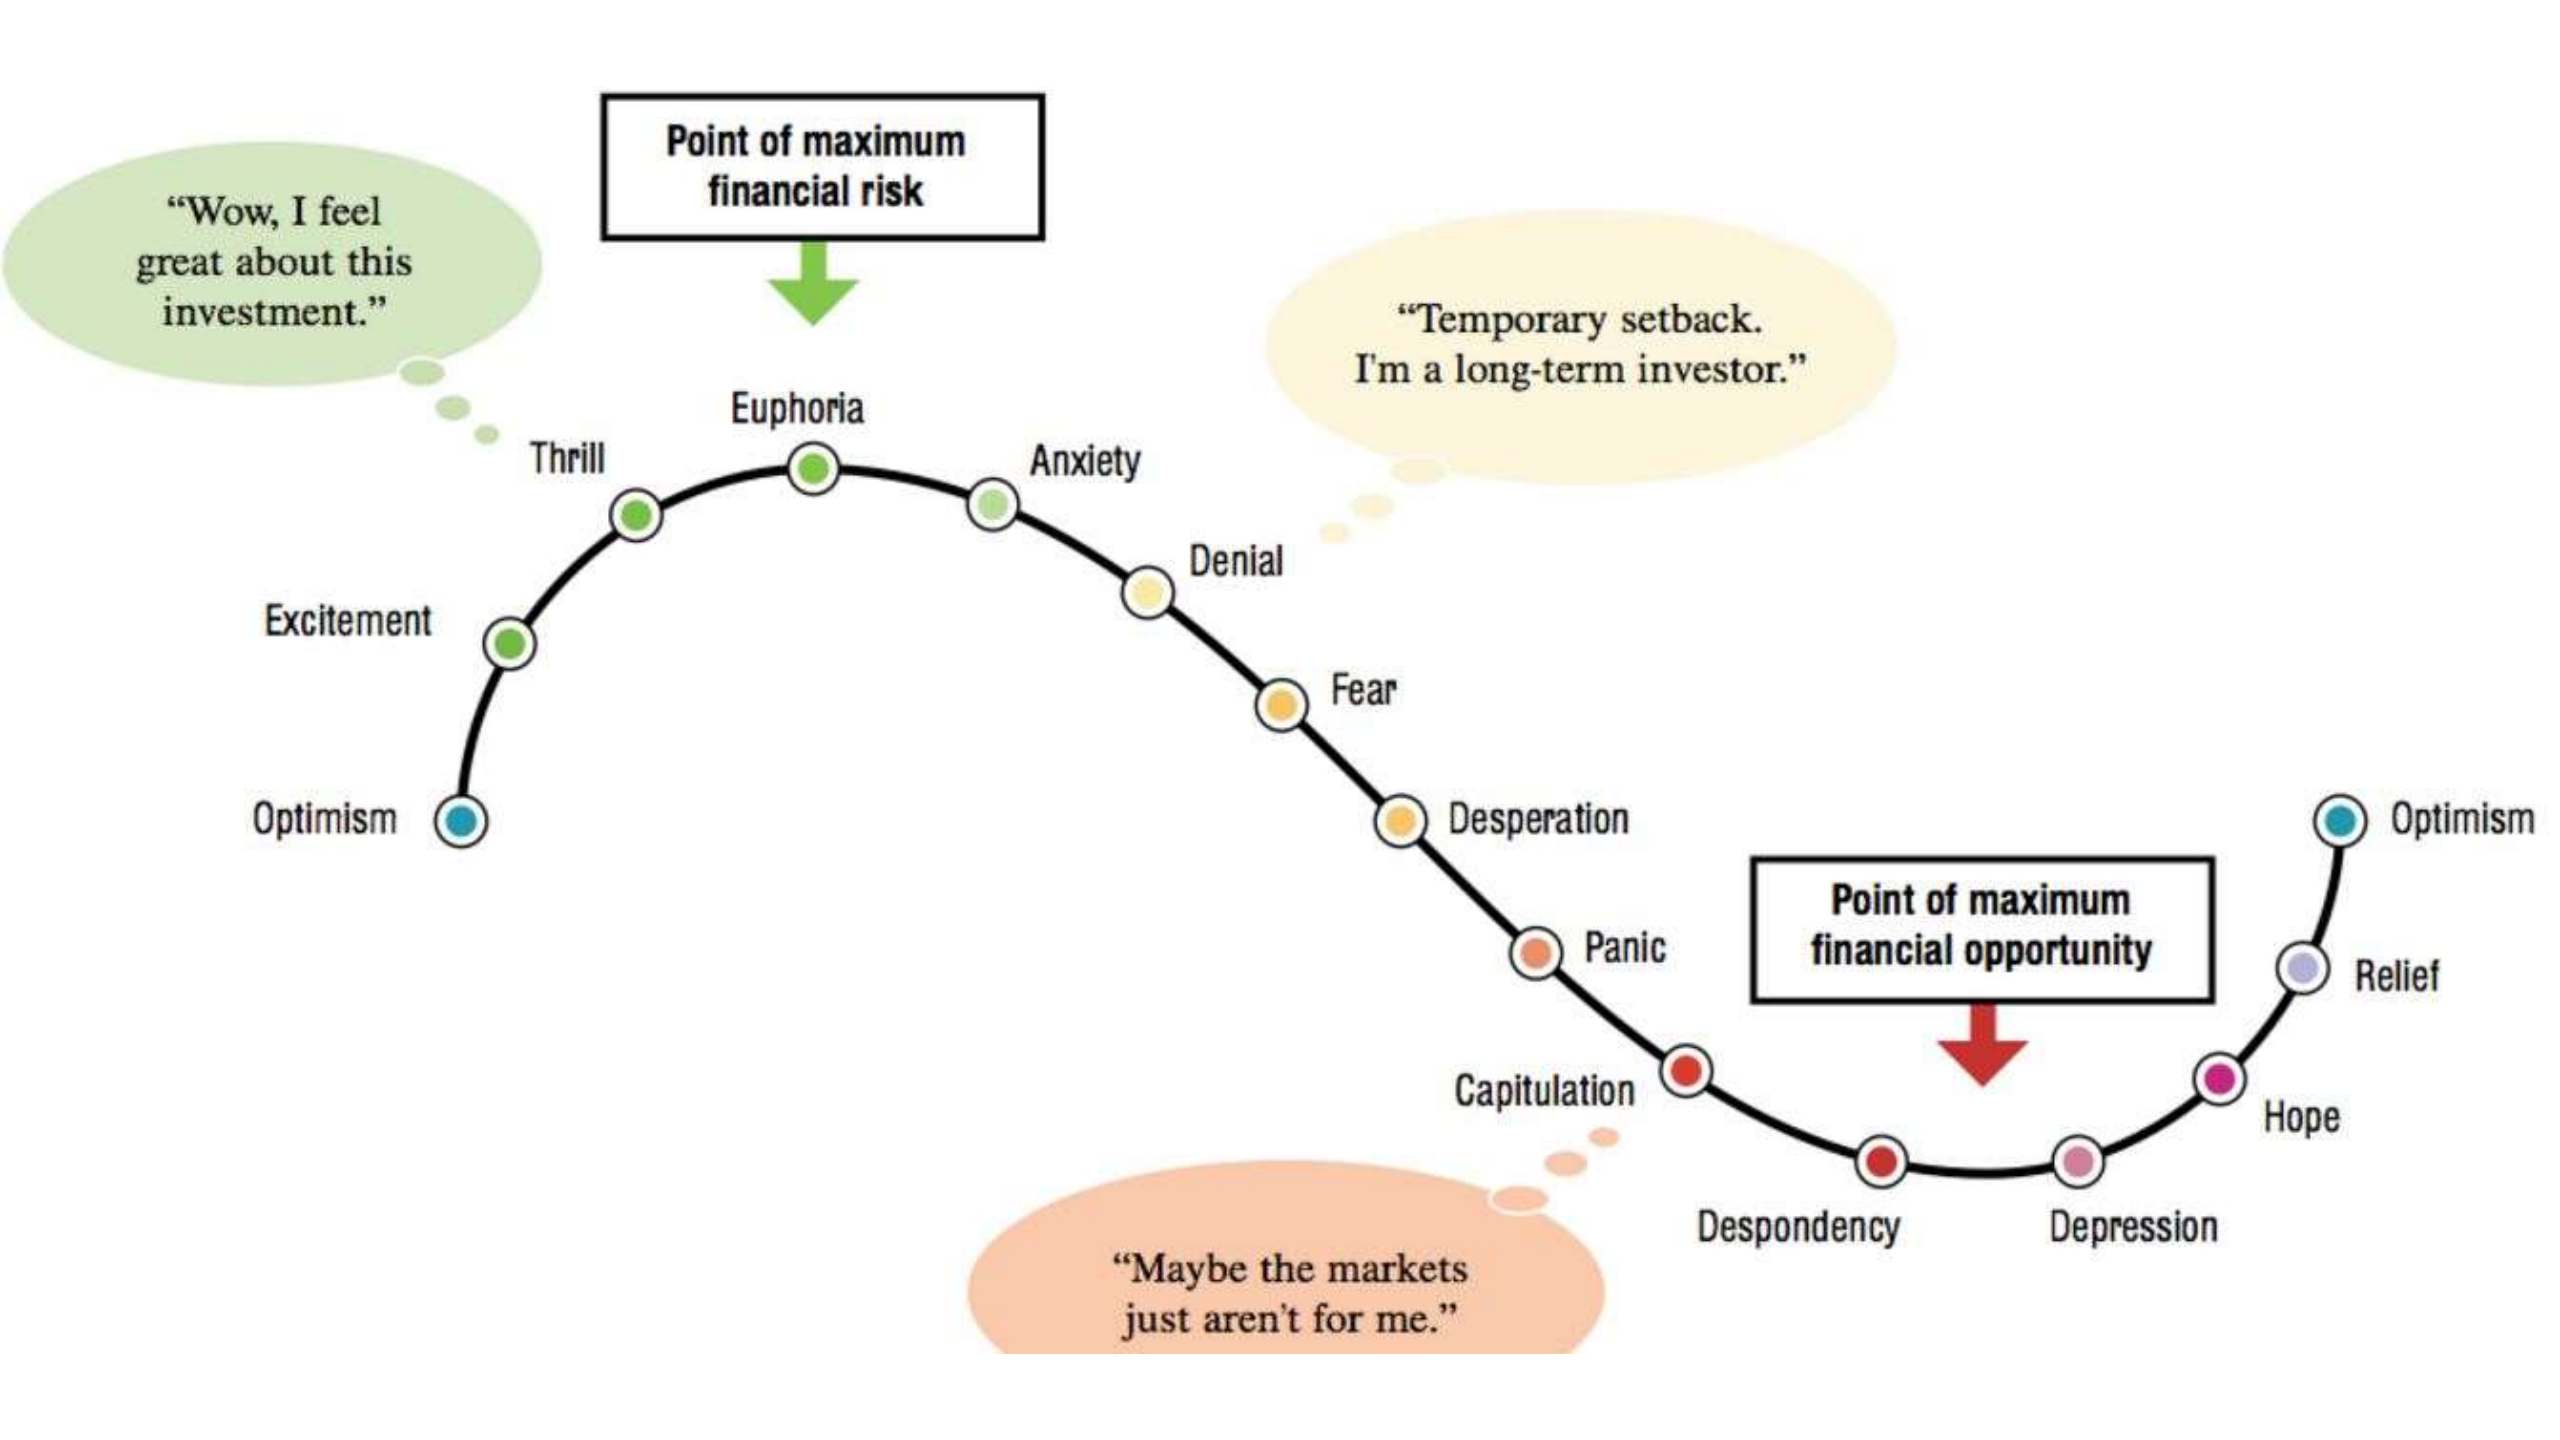 Point of maximum
financial risk
“Wow, I feel
great about this
investment.”
“Temporary setback.
I'm a long-term investor.”
Euphoria
Thrill
Anxiety
Denial
Excitement
Fear
Optimism
Desperation
Optimism
Point of maximum
financial opportunity
Panic
Relief
Capitulation
Hope
Despondency
Depression
“Maybe the markets
just aren't for me.”